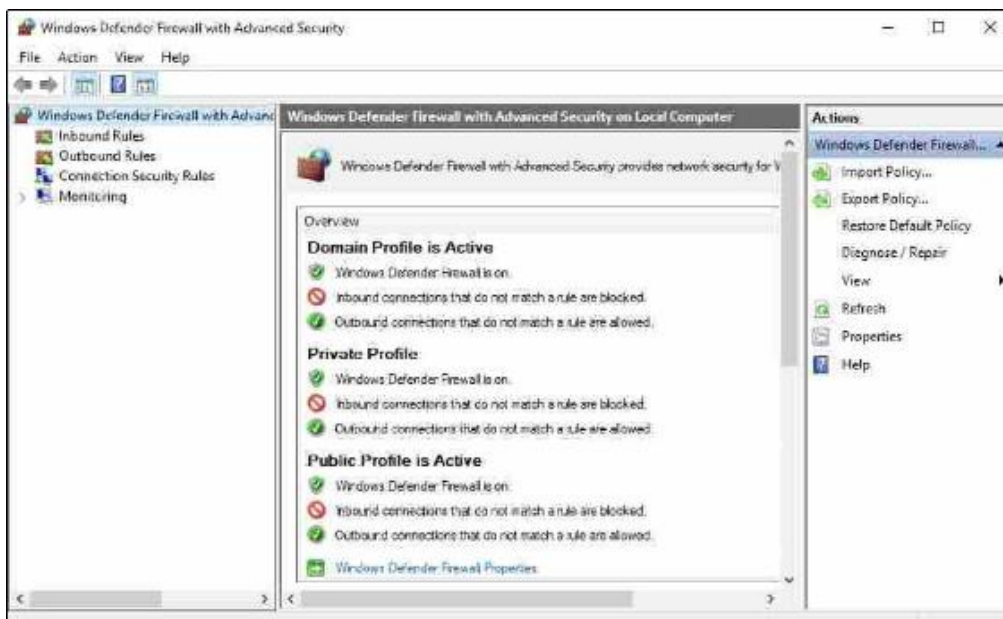 Windows Defender Firewall with Advanced Security
File Action View Help
Windows Defender Firewall with Advanc
Inbound Rules
Outbound Rules
Connection Security Rules
Monitoring
Windows Defender Firewall with Advanced Security on Local Computer
Windows Defender Firewall with Advanced Security provides network security for W
Overview
Domain Profile is Active
Windows Defender Firewall is on.
Inbound connections that do not match a rule are blocked.
Outbound connections that do not match a rule are allowed.
Private Profile
Windows Defender Firewall is on.
Inbound connections that do not match a rule are blocked.
Outbound connections that do not match a rule are allowed.
Public Profile is Active
Windows Defender Firewall is on.
Inbound connections that do not match a rule are blocked.
Outbound connections that do not match a rule are allowed.
Windows Defender Firewall Properties
Actions
Windows Defender Firewall...
Import Policy...
Export Policy...
Restore Default Policy
Diagnose / Repair
View
Refresh
Properties
Help